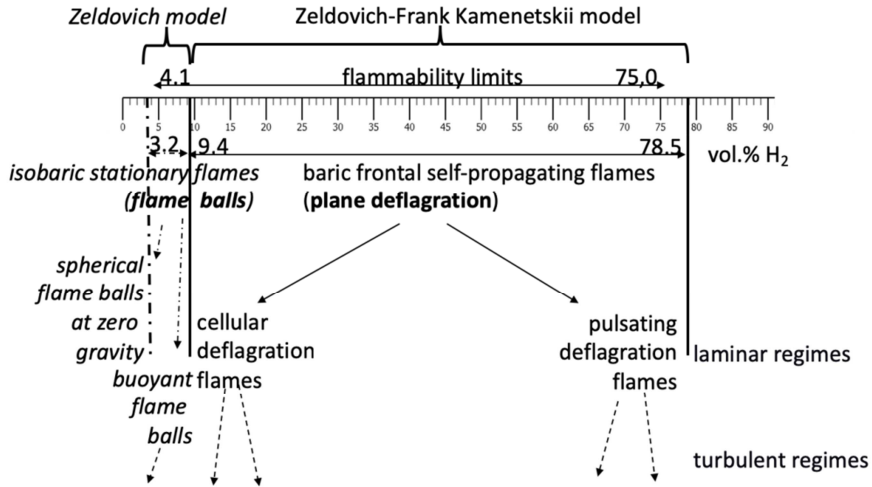 Zeldovich model
Zeldovich-Frank Kamenetskii model
4.1 flammability limits 75,0
0 5 10 15 20 25 30 35 40 45 50 55 60 65 70 75 80 85 90
3.2 9.4 78.5 vol.% H₂
isobaric stationary flames
(flame balls)
baric frontal self-propagating flames
(plane deflagration)
spherical
flame balls
at zero
gravity
cellular
deflagration
flames
pulsating
deflagration
flames
laminar regimes
buoyant
flame
balls
turbulent regimes